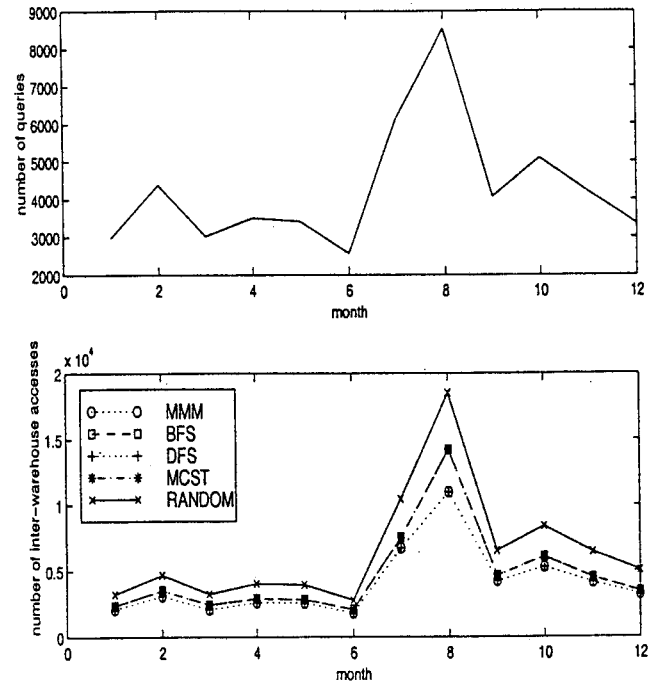 number of queries
9000
8000
7000
6000
5000
4000
3000
2000
0
2
4
6
8
10
12
month
number of inter-warehouse accesses
x 10^4
2
1.5
1
0.5
0
MMM
BFS
DFS
MCST
RANDOM
0
2
4
6
8
10
12
month